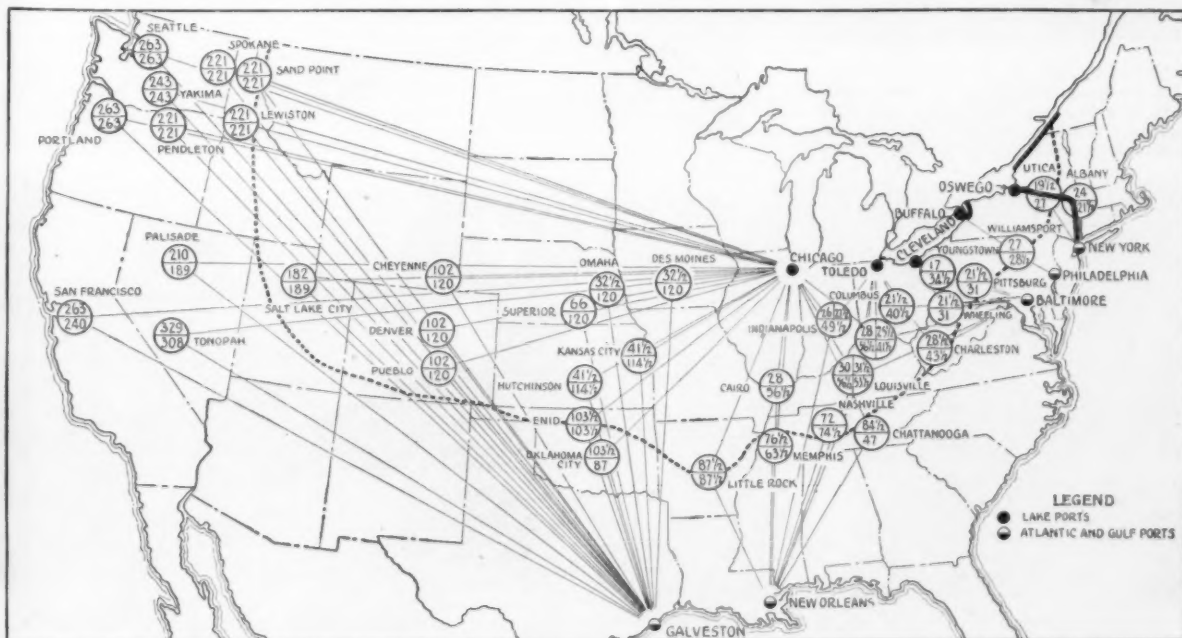 SEATTLE
263
263
SPOKANE
221
221
221
221
SAND POINT
243
243
YAKIMA
263
263
PORTLAND
221
221
PENDLETON
221
221
LEWISTON
UTICA
19½
21
ALBANY
24
21½
OSWEGO
BUFFALO
NEW YORK
WILLIAMSPORT
27
28½
CLEVELAND
YOUNGSTOWN
17
34½
PALISADE
210
189
182
189
SALT LAKE CITY
CHEYENNE
102
120
OMAHA
32½
120
DES MOINES
32½
120
CHICAGO
TOLEDO
21½
31
PITTSBURG
PHILADELPHIA
BALTIMORE
SAN FRANCISCO
263
240
329
308
TONOPAH
DENVER
102
120
SUPERIOR
66
120
COLUMBUS
21½
40½
21½
31
WHEELING
INDIANAPOLIS
49½
28
28½
43½
CHARLESTON
PUEBLO
102
120
KANSAS CITY
41½
114½
HUTCHINSON
41½
114½
CAIRO
28
56½
30
31½
LOUISVILLE
NASHVILLE
72
74½
84½
47
CHATTANOOGA
ENID
103½
103½
OKLAHOMA
CITY
103½
87
76½
63½
MEMPHIS
87½
87½
LITTLE ROCK
LEGEND
LAKE PORTS
ATLANTIC AND GULF PORTS
NEW ORLEANS
GALVESTON